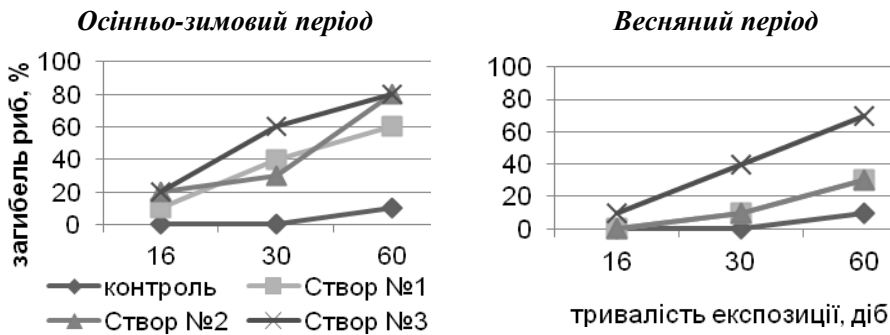 Осінньо-зимовий період
загибель риб, %
100
80
60
40
20
0
16 30 60
контроль Створ №1
Створ №2 Створ №3
Весняний період
100
80
60
40
20
0
16 30 60
тривалість експозиції, діб